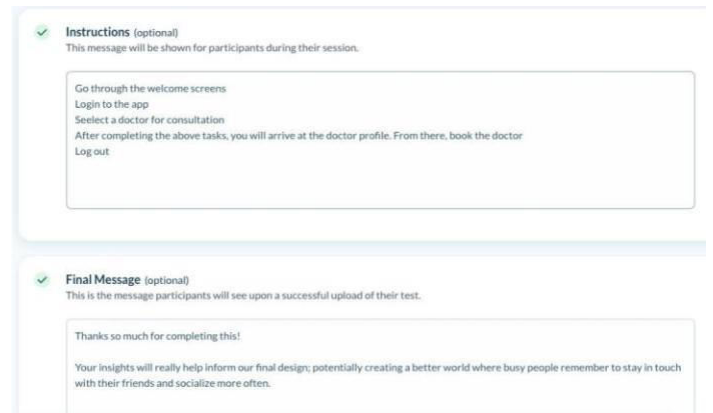 Instructions (optional)
This message will be shown for participants during their session.
Go through the welcome screens
Login to the app
Seelect a doctor for consultation
After completing the above tasks, you will arrive at the doctor profile. From there, book the doctor
Log out
Final Message (optional)
This is the message participants will see upon a successful upload of their test.
Thanks so much for completing this!
Your insights will really help inform our final design; potentially creating a better world where busy people remember to stay in touch
with their friends and socialize more often.